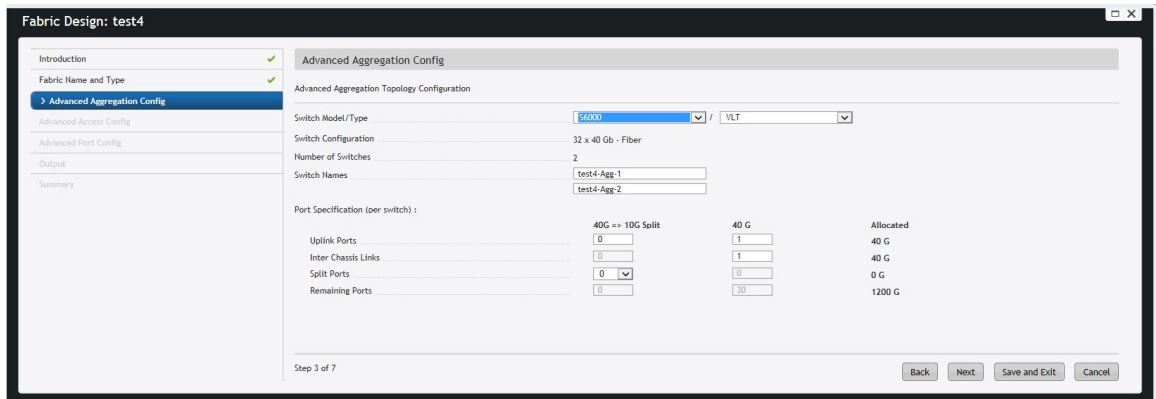 Fabric Design: test4
Introduction
Fabric Name and Type
> Advanced Aggregation Config
Advanced Access Config
Advanced Port Config
Output
Summary
Advanced Aggregation Config
Advanced Aggregation Topology Configuration
Switch Model/Type S6000 / VLT
Switch Configuration 32 x 40 Gb - Fiber
Number of Switches 2
Switch Names test4-Agg-1
test4-Agg-2
Port Specification (per switch) :
40G => 10G Split 40 G Allocated
Uplink Ports 0 1 40 G
Inter Chassis Links 0 1 40 G
Split Ports 0 0 0 G
Remaining Ports 0 30 1200 G
Step 3 of 7
Back Next Save and Exit Cancel